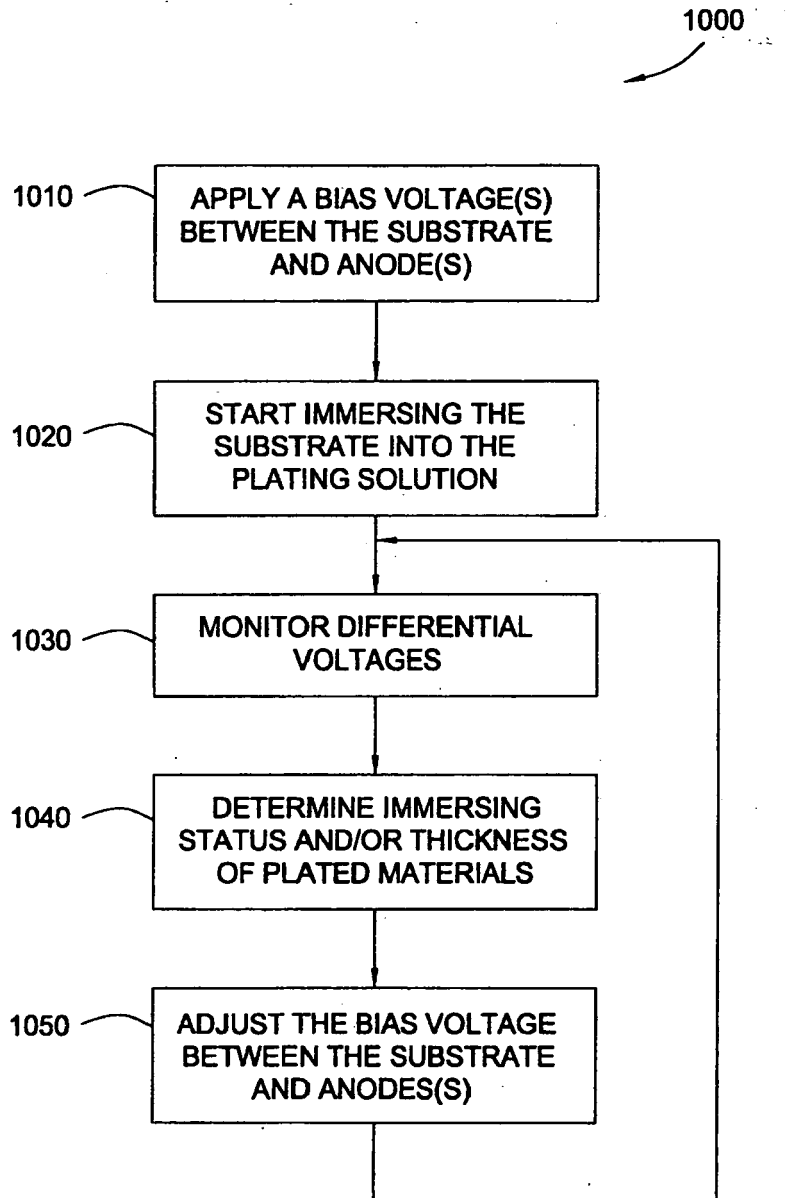 1000
1010
APPLY A BIAS VOLTAGE(S)
BETWEEN THE SUBSTRATE
AND ANODE(S)
1020
START IMMERSING THE
SUBSTRATE INTO THE
PLATING SOLUTION
1030
MONITOR DIFFERENTIAL
VOLTAGES
1040
DETERMINE IMMERSING
STATUS AND/OR THICKNESS
OF PLATED MATERIALS
1050
ADJUST THE BIAS VOLTAGE
BETWEEN THE SUBSTRATE
AND ANODES(S)